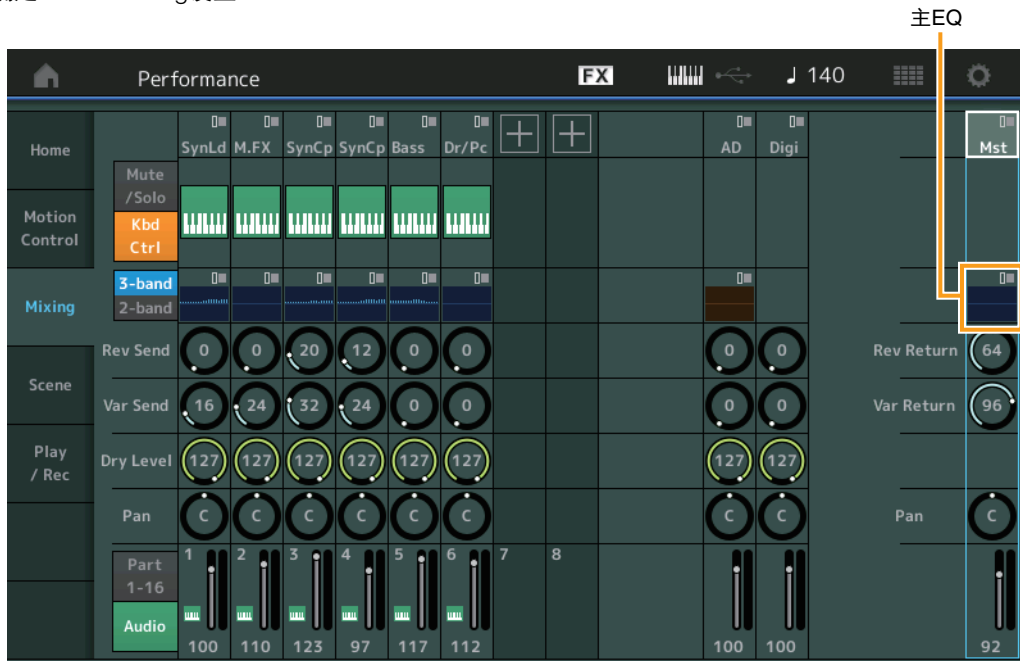 主EQ
Performance FX 140
SynLd M.FX SynCp SynCp Bass Dr/Pc AD Digi Mst
Home
Mute
/Solo
Motion
Control
Kbd
Ctrl
3-band
2-band
Mixing
Rev Send 0 0 20 12 0 0 0 0 Rev Return 64
Scene
Var Send 16 24 32 24 0 0 0 0 Var Return 96
Play
/ Rec
Dry Level 127 127 127 127 127 127 127 127
Pan C C C C C C C C Pan C
1 2 3 4 5 6 7 8
Part
1-16
Audio
100 110 123 97 117 112 100 100 92